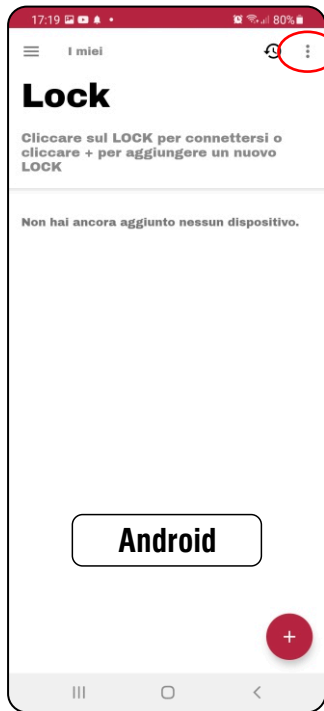 17:19 80%
I miei
Lock
Cliccare sul LOCK per connettersi o
cliccare + per aggiungere un nuovo
LOCK
Non hai ancora aggiunto nessun dispositivo.
Android
+